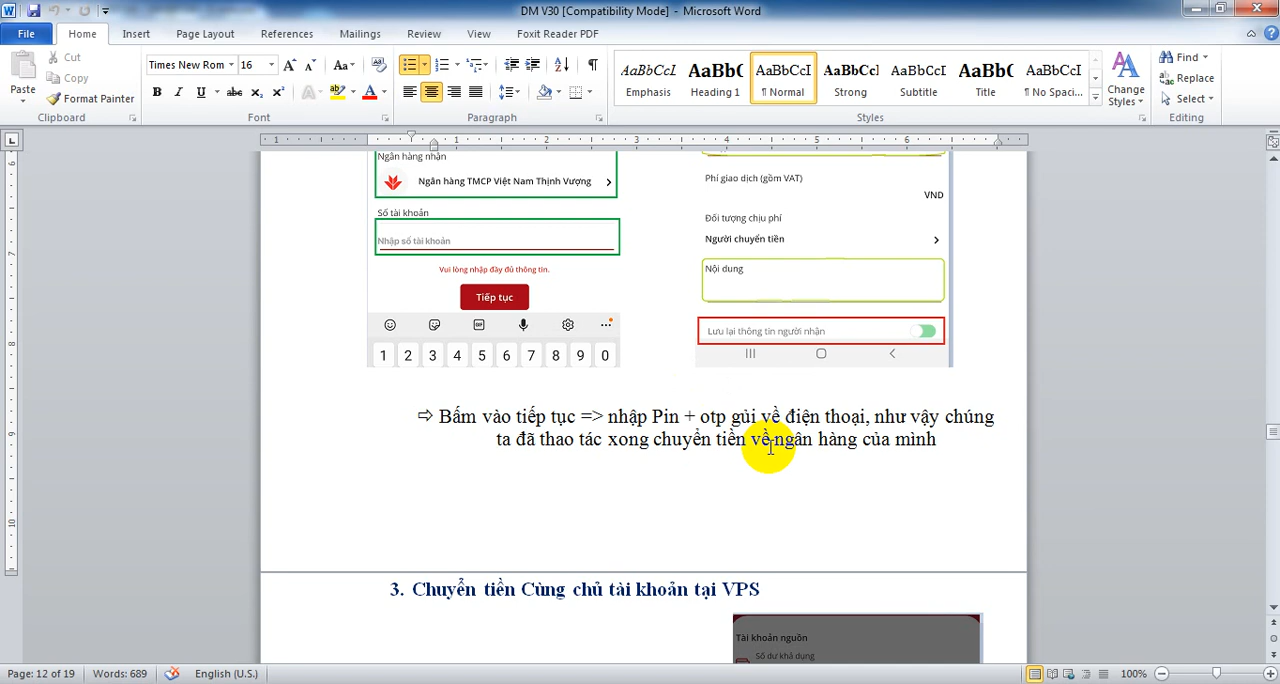 DM V30 [Compatibility Mode] - Microsoft Word
File Home Insert Page Layout References Mailings Review View Foxit Reader PDF
Paste
Cut
Copy
Format Painter
Clipboard
Times New Rom 16
Font
Paragraph
AaBbCcI AaBb( AaBbCcI AaBbCc] AaBbCcI AaBb( AaBbCcI
Emphasis Heading 1 ¶ Normal Strong Subtitle Title ¶ No Spaci...
Styles
Change
Styles
Find
Replace
Select
Editing
Ngân hàng nhận
Ngân hàng TMCP Việt Nam Thịnh Vượng
Số tài khoản
Nhập số tài khoản
Vui lòng nhập đầy đủ thông tin.
Tiếp tục
1 2 3 4 5 6 7 8 9 0
Phí giao dịch (gồm VAT)
VND
Đối tượng chịu phí
Người chuyển tiền
Nội dung
Lưu lại thông tin người nhận
⇨ Bấm vào tiếp tục => nhập Pin + otp gùi về điện thoại, như vậy chúng
ta đã thao tác xong chuyển tiền về ngân hàng của mình
3. Chuyển tiền Cùng chủ tài khoản tại VPS
Tài khoản nguồn
Số dư khả dụng
Page: 12 of 19 Words: 689 English (U.S.) 100%